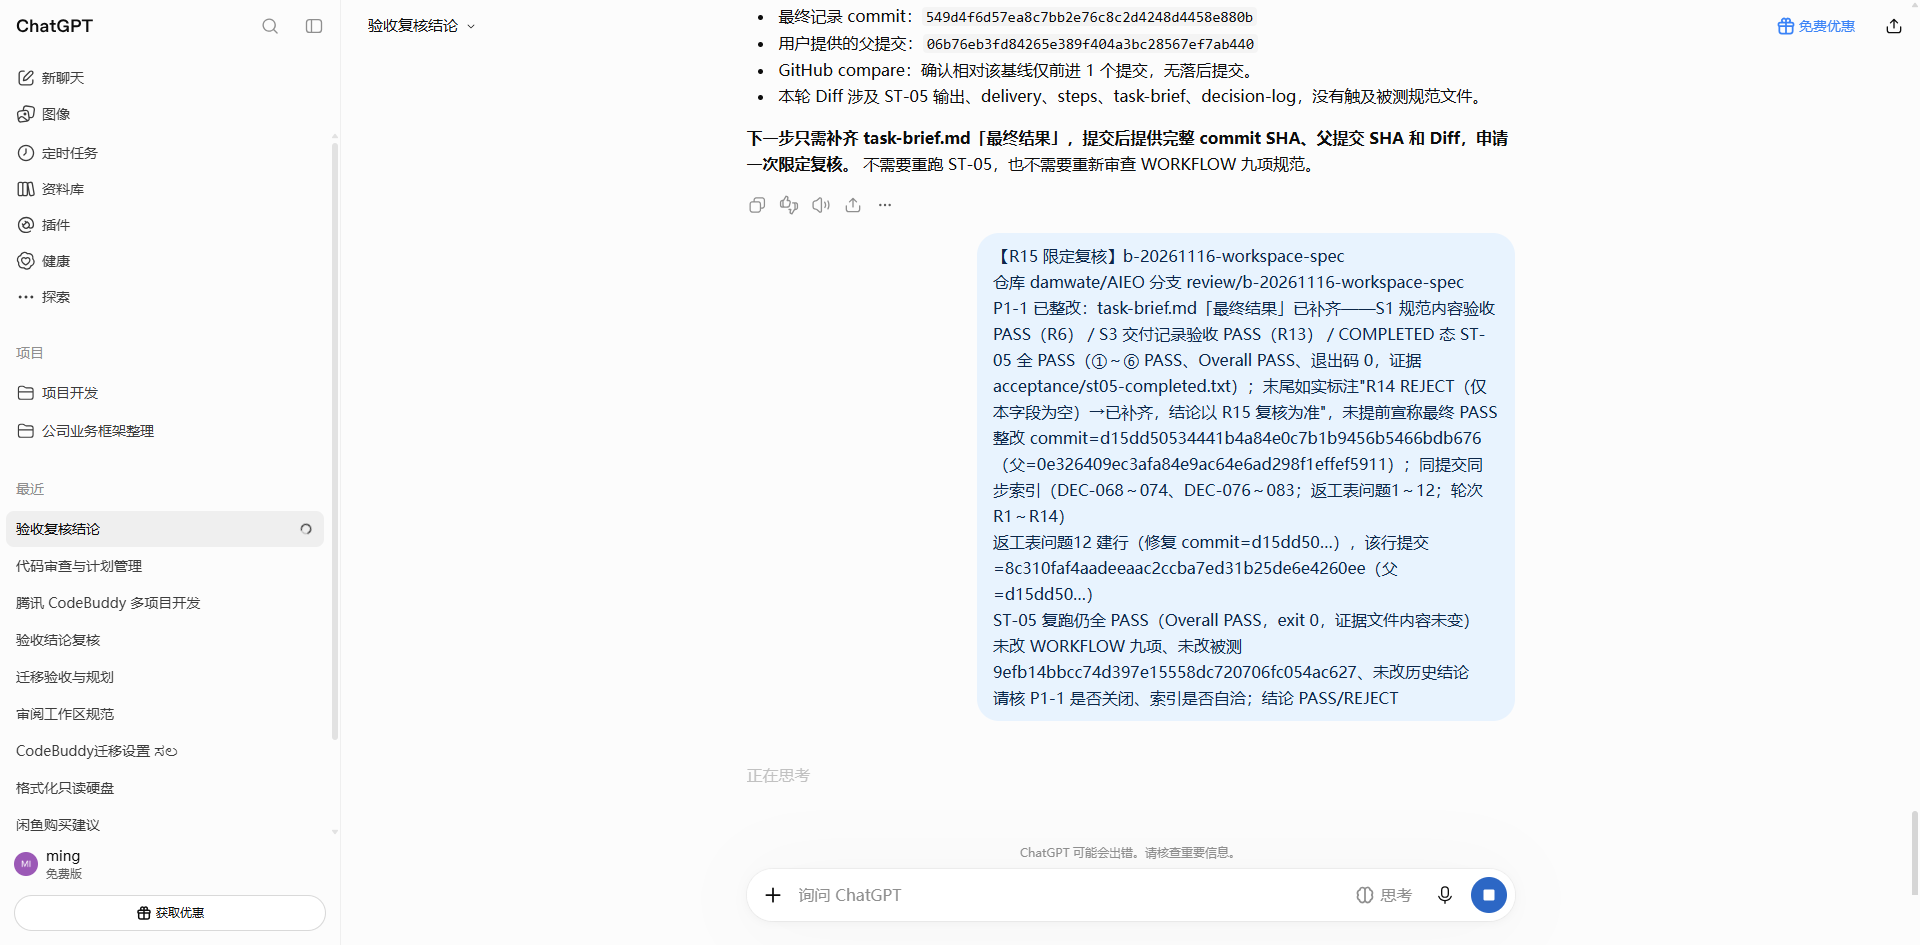 ChatGPT
新聊天
图像
定时任务
资料库
插件
健康
探索
项目
项目开发
公司业务框架整理
最近
验收复核结论
代码审查与计划管理
腾讯 CodeBuddy 多项目开发
验收结论复核
迁移验收与规划
审阅工作区规范
CodeBuddy迁移设置
格式化只读硬盘
闲鱼购买建议
MI
ming
免费版
获取优惠
验收复核结论
免费优惠
最终记录 commit： 549d4f6d57ea8c7bb2e76c8c2d4248d4458e880b
用户提供的父提交： 06b76eb3fd84265e389f404a3bc28567ef7ab440
GitHub compare：确认相对该基线仅前进 1 个提交，无落后提交。
本轮 Diff 涉及 ST-05 输出、delivery、steps、task-brief、decision-log，没有触及被测规范文件。
下一步只需补齐 task-brief.md「最终结果」，提交后提供完整 commit SHA、父提交 SHA 和 Diff，申请
一次限定复核。 不需要重跑 ST-05，也不需要重新审查 WORKFLOW 九项规范。
【R15 限定复核】b-20261116-workspace-spec
仓库 damwate/AIEO 分支 review/b-20261116-workspace-spec
P1-1 已整改：task-brief.md「最终结果」已补齐——S1 规范内容验收
PASS（R6） / S3 交付记录验收 PASS（R13） / COMPLETED 态 ST-
05 全 PASS（①～⑥ PASS、Overall PASS、退出码 0，证据
acceptance/st05-completed.txt）；末尾如实标注"R14 REJECT（仅
本字段为空）→已补齐，结论以 R15 复核为准"，未提前宣称最终 PASS
整改 commit=d15dd50534441b4a84e0c7b1b9456b5466bdb676
（父=0e326409ec3afa84e9ac64e6ad298f1effef5911）；同提交同
步索引（DEC-068～074、DEC-076～083；返工表问题1～12；轮次
R1～R14）
返工表问题12 建行（修复 commit=d15dd50…），该行提交
=8c310faf4aadeeaac2ccba7ed31b25de6e4260ee（父
=d15dd50…）
ST-05 复跑仍全 PASS（Overall PASS，exit 0，证据文件内容未变）
未改 WORKFLOW 九项、未改被测
9efb14bbcc74d397e15558dc720706fc054ac627、未改历史结论
请核 P1-1 是否关闭、索引是否自洽；结论 PASS/REJECT
正在思考
ChatGPT 可能会出错。请核查重要信息。
询问 ChatGPT
思考